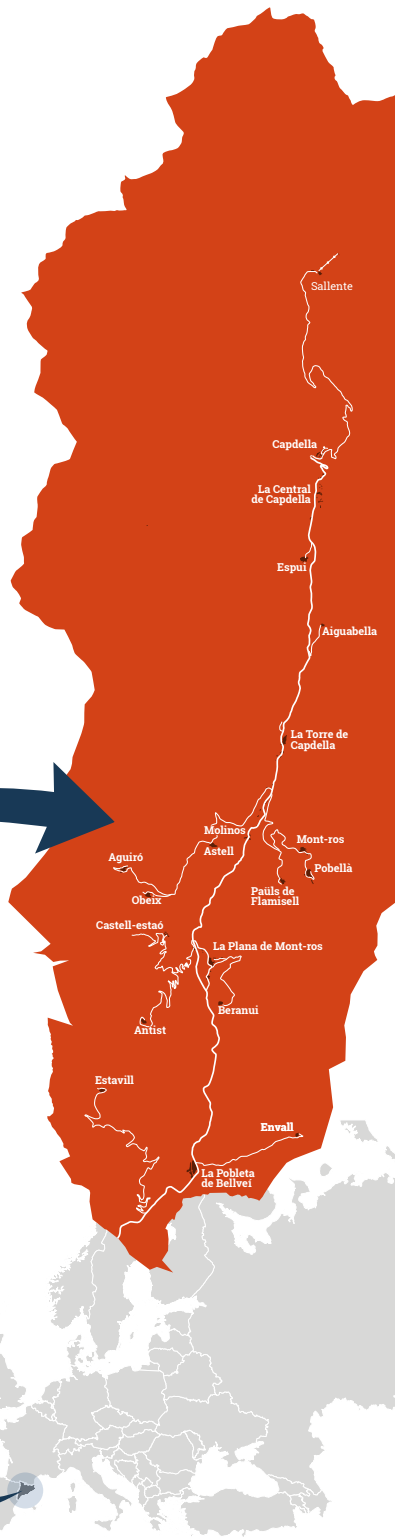 Sallente
Capdella
La Central
de Capdella
Espui
Aiguabella
La Torre de
Capdella
Molinos
Astell
Mont-ros
Aguiró
Pobellà
Obeix
Paüls de
Flamisell
Castell-estaó
La Plana de Mont-ros
Beranui
Antist
Estavill
Envall
La Pobleta
de Bellveí